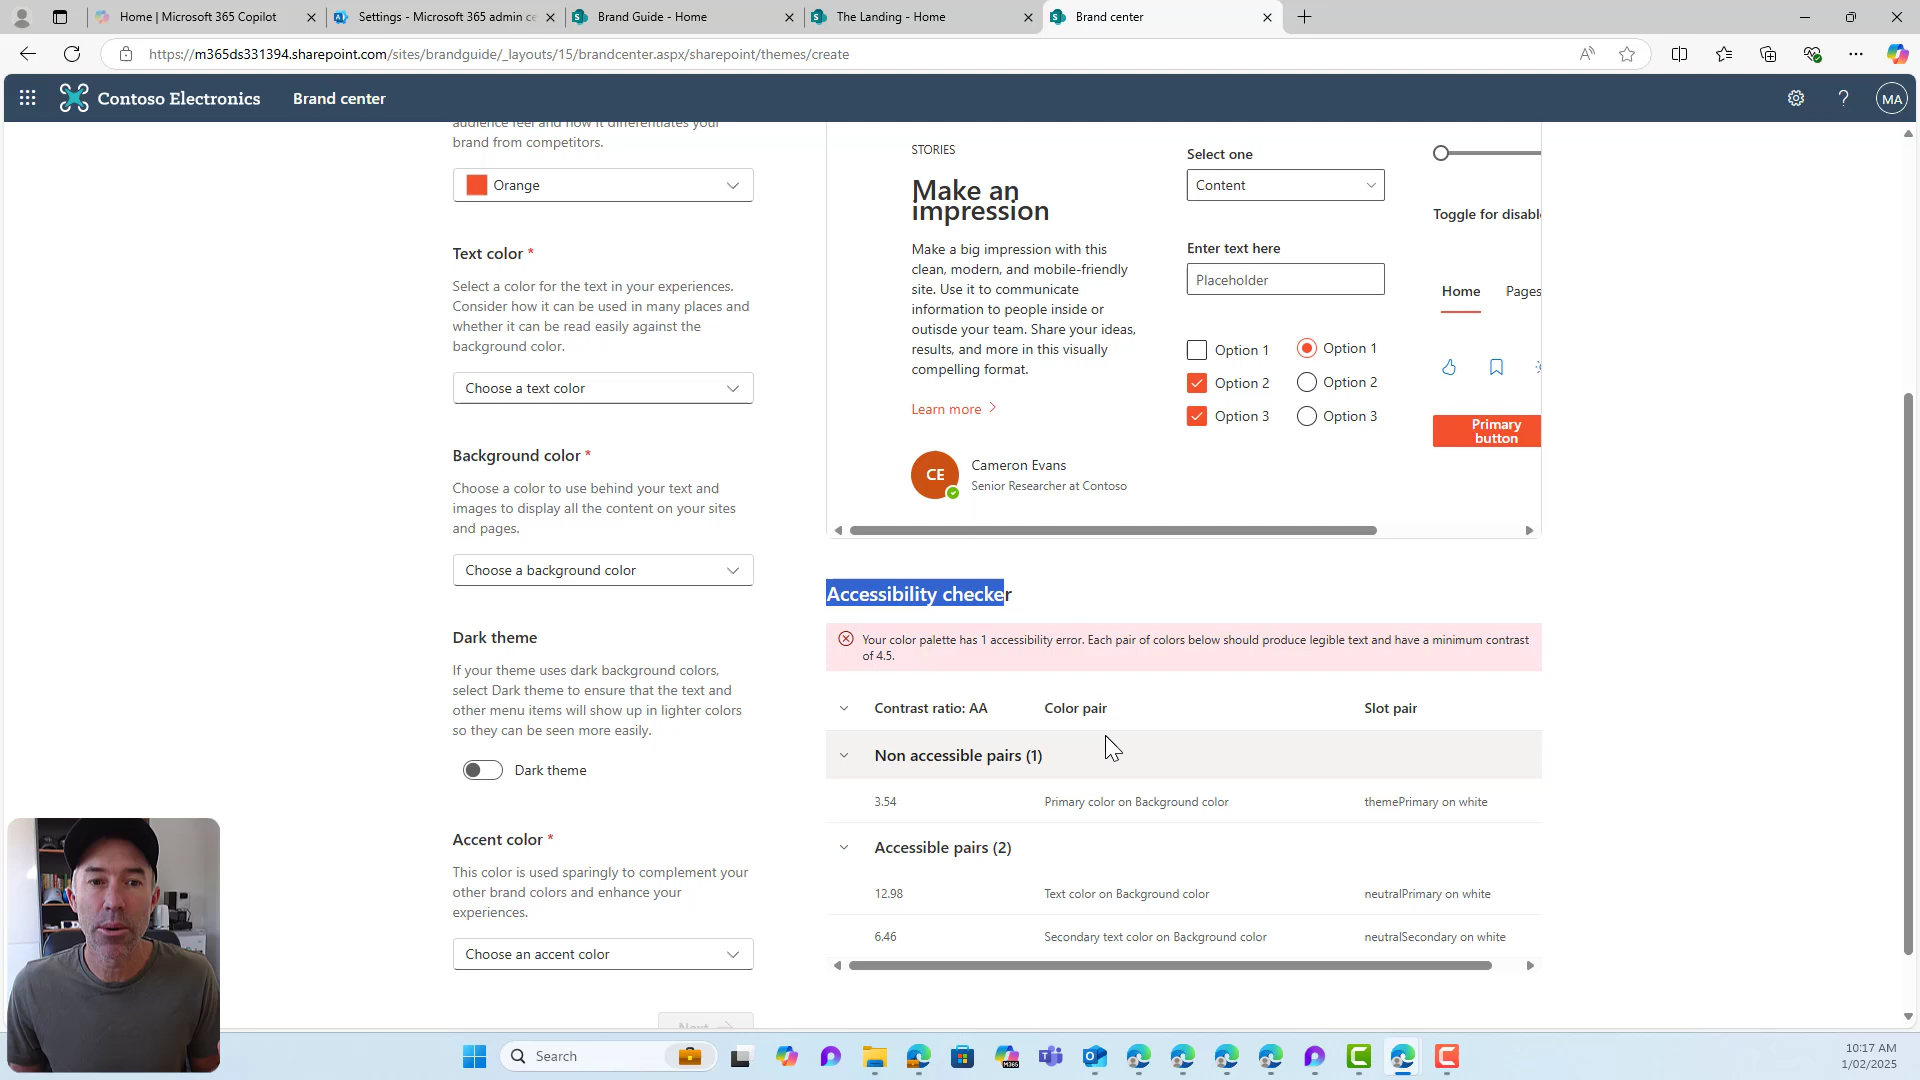 Home | Microsoft 365 Copilot
Settings - Microsoft 365 admin ce
Brand Guide - Home
The Landing - Home
Brand center
https://m365ds331394.sharepoint.com/sites/brandguide/_layouts/15/brandcenter.aspx/sharepoint/themes/create
Contoso Electronics
Brand center
MA
audience feel and how it differentiates your
brand from competitors.
Orange
Text color *
Select a color for the text in your experiences.
Consider how it can be used in many places and
whether it can be read easily against the
background color.
Choose a text color
Background color *
Choose a color to use behind your text and
images to display all the content on your sites
and pages.
Choose a background color
Dark theme
If your theme uses dark background colors,
select Dark theme to ensure that the text and
other menu items will show up in lighter colors
so they can be seen more easily.
Dark theme
Accent color *
This color is used sparingly to complement your
other brand colors and enhance your
experiences.
Choose an accent color
Next
STORIES
Make an
impression
Make a big impression with this
clean, modern, and mobile-friendly
site. Use it to communicate
information to people inside or
outisde your team. Share your ideas,
results, and more in this visually
compelling format.
Learn more
CE
Cameron Evans
Senior Researcher at Contoso
Select one
Content
Enter text here
Placeholder
Option 1
Option 2
Option 3
Option 1
Option 2
Option 3
Toggle for disabl
Home
Pages
Primary
button
Accessibility checker
Your color palette has 1 accessibility error. Each pair of colors below should produce legible text and have a minimum contrast
of 4.5.
Contrast ratio: AA
Color pair
Slot pair
Non accessible pairs (1)
3.54
Primary color on Background color
themePrimary on white
Accessible pairs (2)
12.98
Text color on Background color
neutralPrimary on white
6.46
Secondary text color on Background color
neutralSecondary on white
Search
M365
10:17 AM
1/02/2025